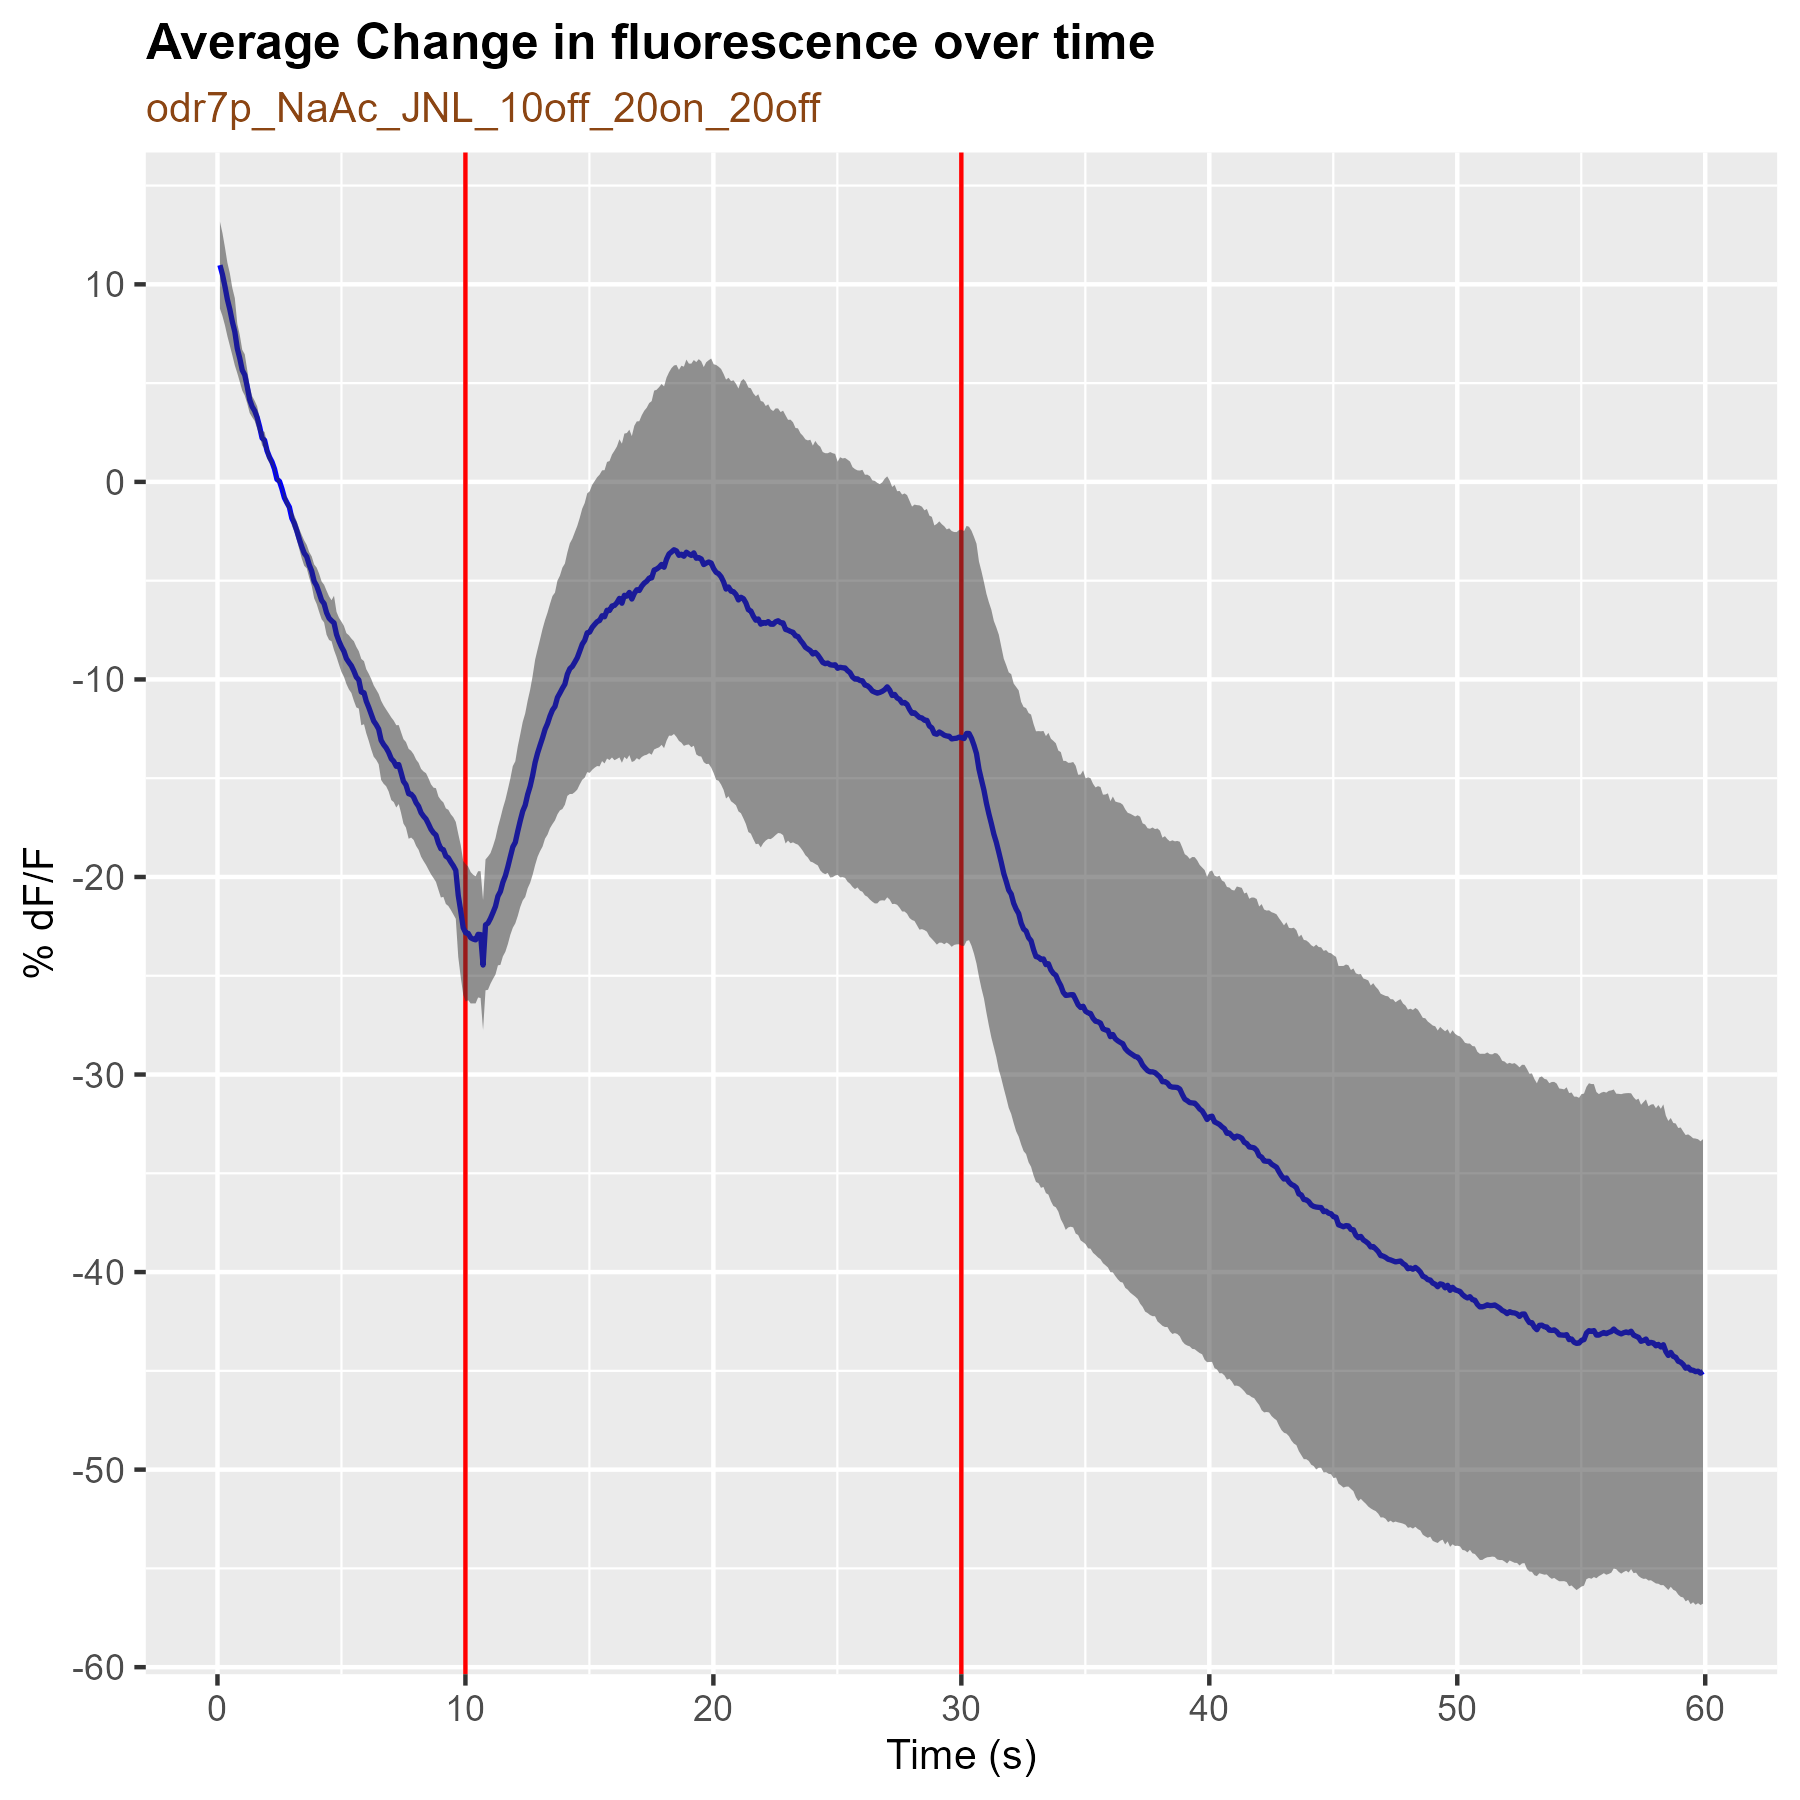 Average Change in fluorescence over time
odr7p_NaAc_JNL_10off_20on_20off
% dF/F
10
0
-10
-20
-30
-40
-50
-60
0 10 20 30 40 50 60
Time (s)